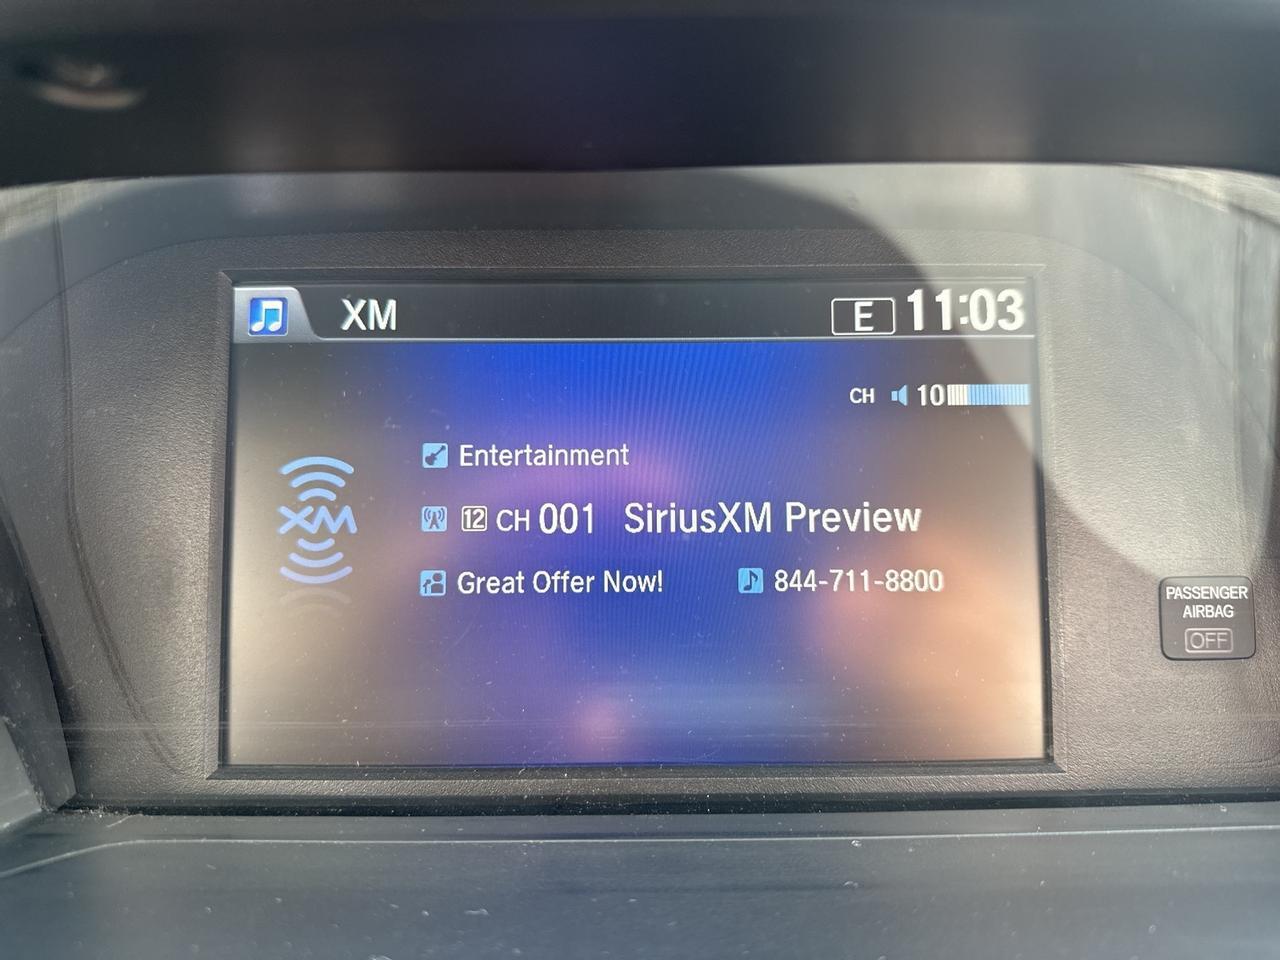 XM E 11:03
CH 10
XM
Entertainment
12 CH 001 SiriusXM Preview
Great Offer Now! 844-711-8800
PASSENGER
AIRBAG
OFF